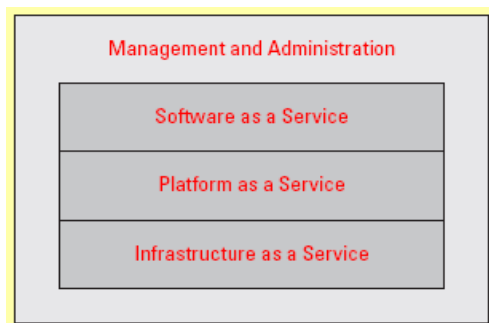 Management and Administration
Software as a Service
Platform as a Service
Infrastructure as a Service